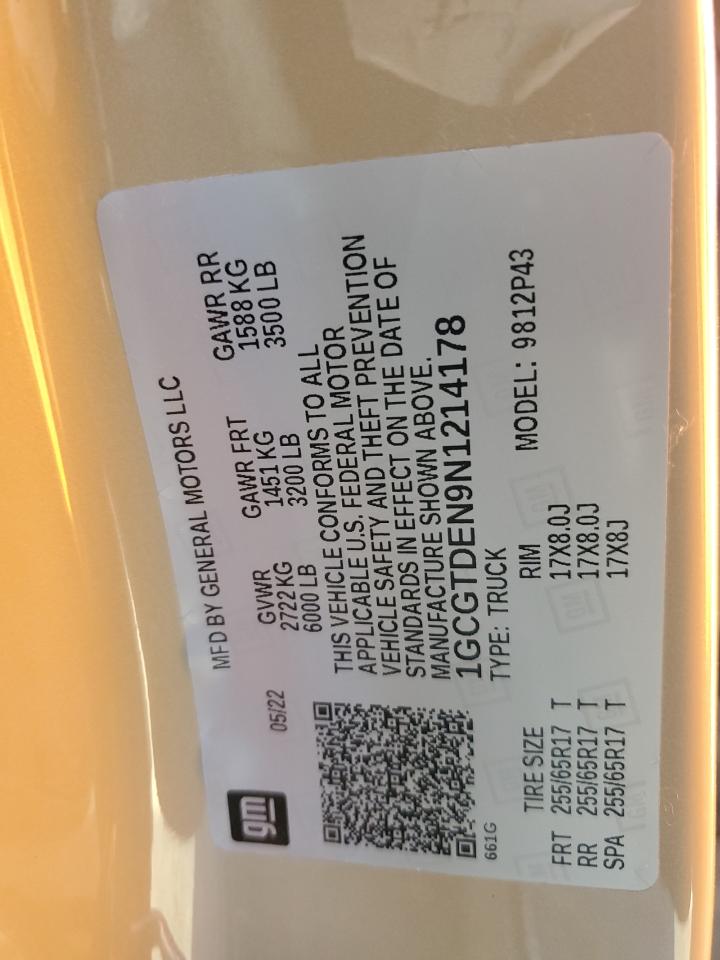 gm
05/22
MFD BY GENERAL MOTORS LLC
GVWR GAWR FRT GAWR RR
2722 KG 1451 KG 1588 KG
6000 LB 3200 LB 3500 LB
THIS VEHICLE CONFORMS TO ALL
APPLICABLE U.S. FEDERAL MOTOR
VEHICLE SAFETY AND THEFT PREVENTION
STANDARDS IN EFFECT ON THE DATE OF
MANUFACTURE SHOWN ABOVE.
1GCGTDEN9N1214178
661G
TYPE: TRUCK
TIRE SIZE RIM MODEL: 9812P43
FRT 255/65R17 T 17X8.0J
RR 255/65R17 T 17X8.0J
SPA 255/65R17 T 17X8J